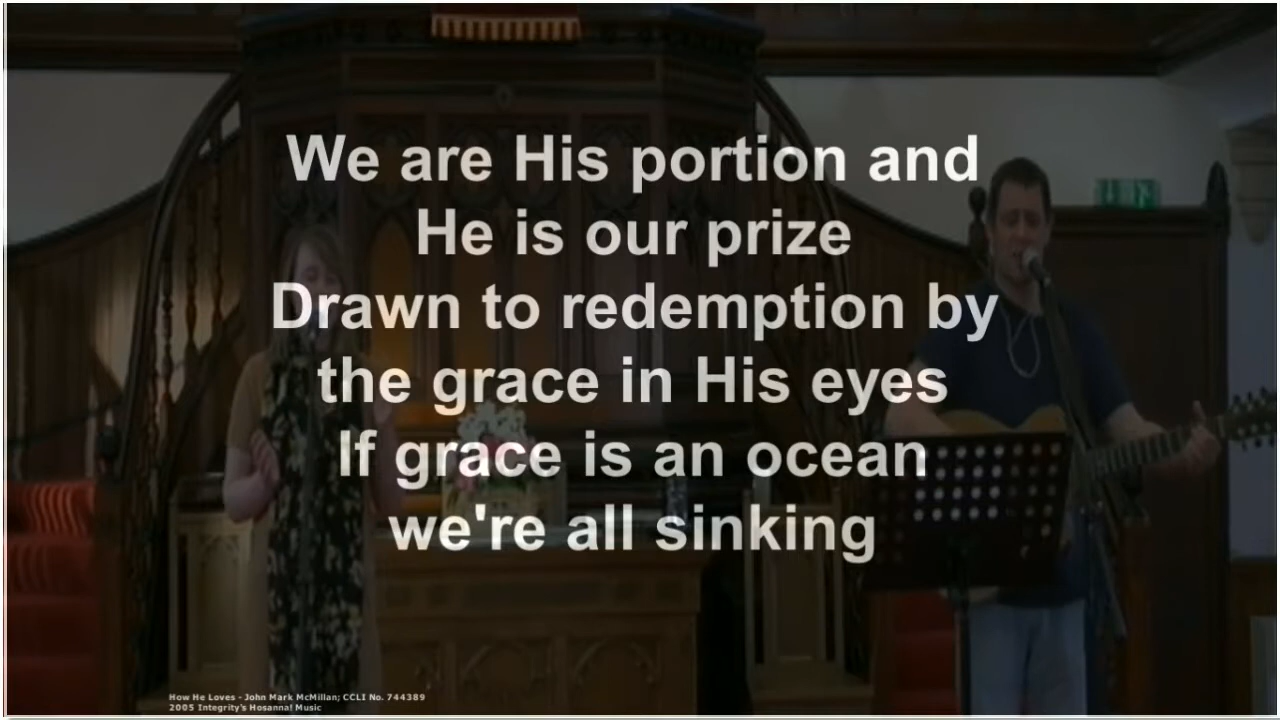 We are His portion and
He is our prize
Drawn to redemption by
the grace in His eyes
If grace is an ocean
we're all sinking
How He Loves - John Mark McMillan; CCLI No. 744389
2005 Integrity's Hosanna! Music